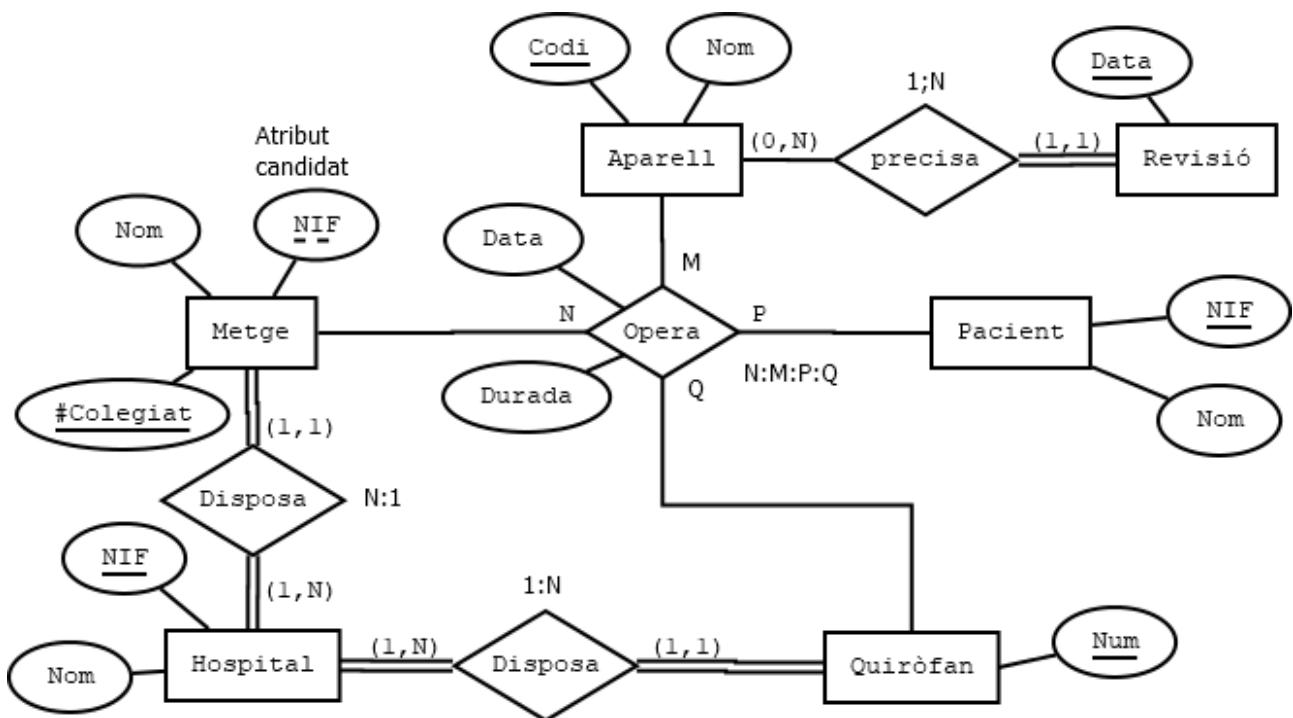 Codi
Nom
Data
1;N
Aparell
(0,N)
precisa
(1,1)
Revisió
Atribut
candidat
Nom
NIF
Data
M
Metge
N
Opera
P
Pacient
NIF
Durada
Q
N:M:P:Q
Nom
#Colegiat
(1,1)
Disposa
N:1
NIF
(1,N)
1:N
Nom
Hospital
(1,N)
Disposa
(1,1)
Quiròfan
Num